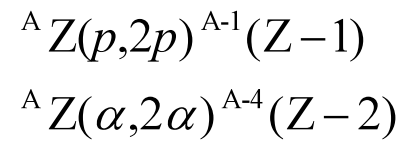 ᴬ Z(p,2p) ᴬ⁻¹(Z − 1)
ᴬ Z(α,2α) ᴬ⁻⁴(Z − 2)